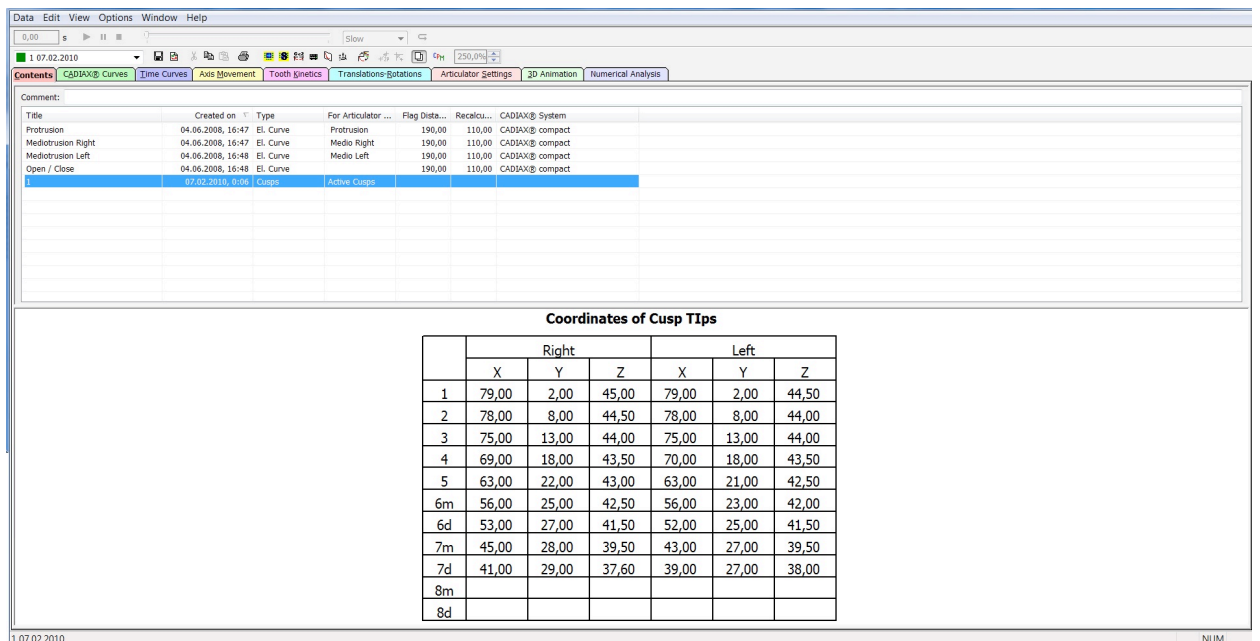 Data Edit View Options Window Help
0,00 s Slow
1 07.02.2010 250,0%
Contents CADIAX® Curves Time Curves Axis Movement Tooth Kinetics Translations-Rotations Articulator Settings 3D Animation Numerical Analysis
Comment:
Title Created on Type For Articulator ... Flag Dista... Recalcu... CADIAX® System
Protrusion 04.06.2008, 16:47 El. Curve Protrusion 190,00 110,00 CADIAX® compact
Mediotrusion Right 04.06.2008, 16:47 El. Curve Medio Right 190,00 110,00 CADIAX® compact
Mediotrusion Left 04.06.2008, 16:48 El. Curve Medio Left 190,00 110,00 CADIAX® compact
Open / Close 04.06.2008, 16:48 El. Curve 190,00 110,00 CADIAX® compact
1 07.02.2010, 0:06 Cusps Active Cusps
Coordinates of Cusp TIps
Right Left
X Y Z X Y Z
1 79,00 2,00 45,00 79,00 2,00 44,50
2 78,00 8,00 44,50 78,00 8,00 44,00
3 75,00 13,00 44,00 75,00 13,00 44,00
4 69,00 18,00 43,50 70,00 18,00 43,50
5 63,00 22,00 43,00 63,00 21,00 42,50
6m 56,00 25,00 42,50 56,00 23,00 42,00
6d 53,00 27,00 41,50 52,00 25,00 41,50
7m 45,00 28,00 39,50 43,00 27,00 39,50
7d 41,00 29,00 37,60 39,00 27,00 38,00
8m
8d
1 07.02.2010 NUM